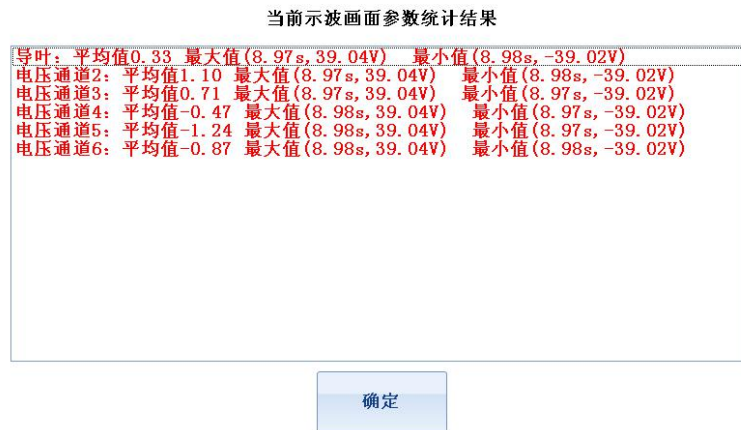 当前示波画面参数统计结果
导叶：平均值0.33 最大值(8.97s,39.04V) 最小值(8.98s,-39.02V)
电压通道2：平均值1.10 最大值(8.97s,39.04V) 最小值(8.98s,-39.02V)
电压通道3：平均值0.71 最大值(8.98s,39.04V) 最小值(8.97s,-39.02V)
电压通道4：平均值-0.47 最大值(8.98s,39.04V) 最小值(8.97s,-39.02V)
电压通道5：平均值-1.24 最大值(8.98s,39.04V) 最小值(8.97s,-39.02V)
电压通道6：平均值-0.87 最大值(8.98s,39.04V) 最小值(8.98s,-39.02V)
确定